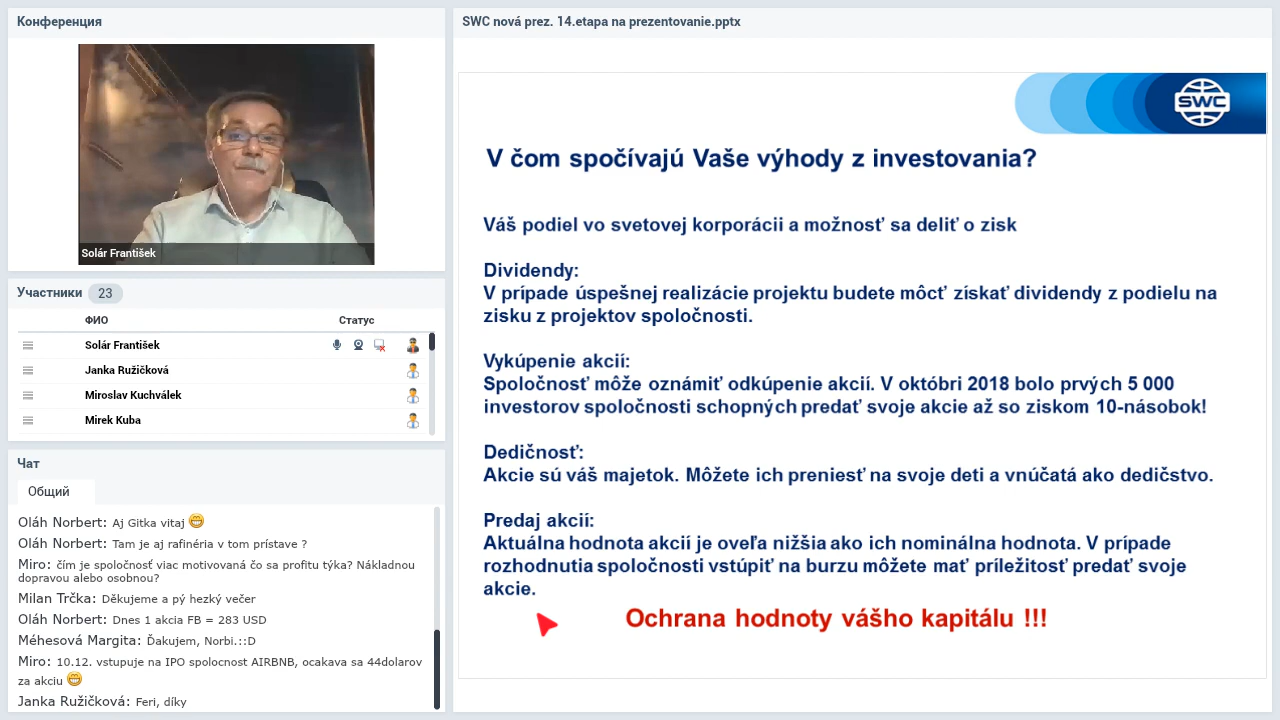 Конференция
Solár František
Участники 23
ФИО Статус
Solár František
Janka Ružičková
Miroslav Kuchválek
Mirek Kuba
Чат
Общий
Oláh Norbert: Aj Gitka vitaj
Oláh Norbert: Tam je aj rafinéria v tom prístave ?
Miro: čím je spoločnosť viac motivovaná čo sa profitu týka? Nákladnou
dopravou alebo osobnou?
Milan Trčka: Děkujeme a pý hezký večer
Oláh Norbert: Dnes 1 akcia FB = 283 USD
Méhesová Margita: Ďakujem, Norbi.::D
Miro: 10.12. vstupuje na IPO spolocnost AIRBNB, ocakava sa 44dolarov
za akciu
Janka Ružičková: Feri, díky
SWC nová prez. 14.etapa na prezentovanie.pptx
SWC
V čom spočívajú Vaše výhody z investovania?
Váš podiel vo svetovej korporácii a možnosť sa deliť o zisk
Dividendy:
V prípade úspešnej realizácie projektu budete môcť získať dividendy z podielu na
zisku z projektov spoločnosti.
Vykúpenie akcií:
Spoločnosť môže oznámiť odkúpenie akcií. V októbri 2018 bolo prvých 5 000
investorov spoločnosti schopných predať svoje akcie až so ziskom 10-násobok!
Dedičnosť:
Akcie sú váš majetok. Môžete ich preniesť na svoje deti a vnúčatá ako dedičstvo.
Predaj akcií:
Aktuálna hodnota akcií je oveľa nižšia ako ich nominálna hodnota. V prípade
rozhodnutia spoločnosti vstúpiť na burzu môžete mať príležitosť predať svoje
akcie.
Ochrana hodnoty vášho kapitálu !!!